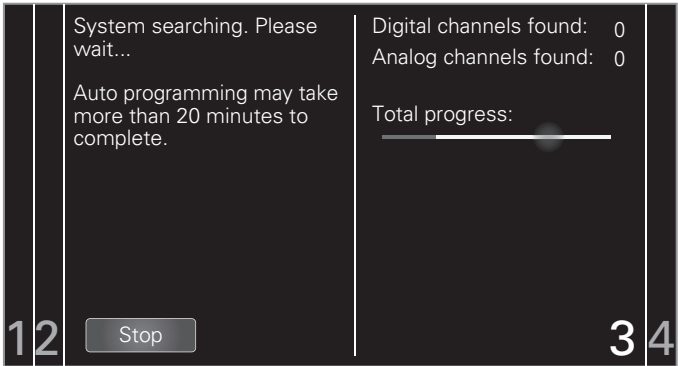 System searching. Please
wait...
Auto programming may take
more than 20 minutes to
complete.
Digital channels found: 0
Analog channels found: 0
Total progress:
1 2 Stop 3 4